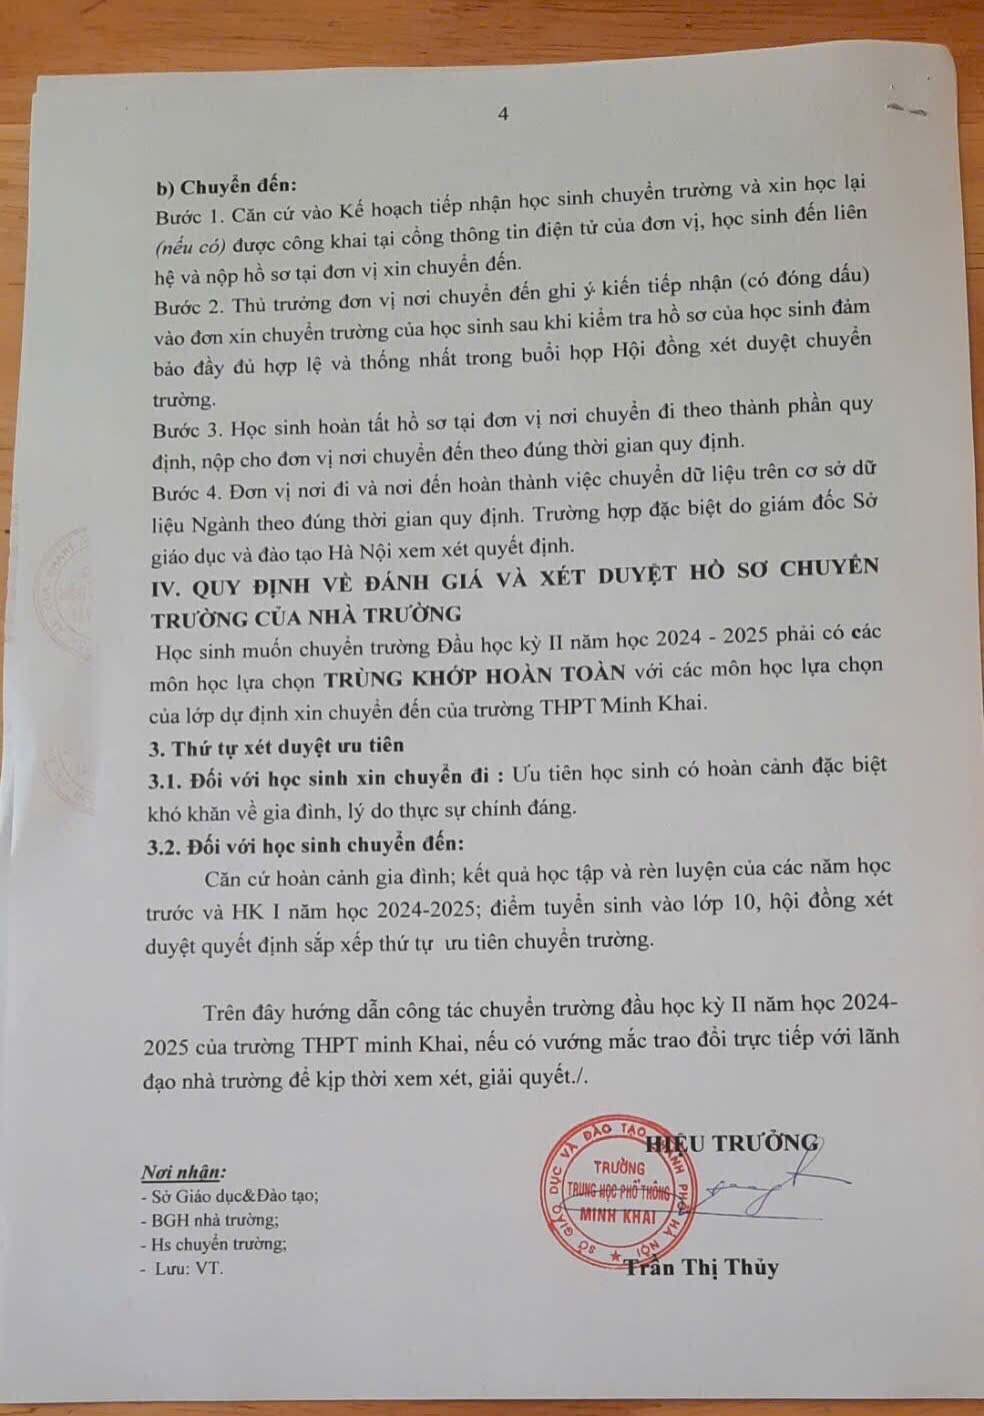 4
b) Chuyển đến:
Bước 1. Căn cứ vào Kế hoạch tiếp nhận học sinh chuyển trường và xin học lại
(nếu có) được công khai tại cổng thông tin điện tử của đơn vị, học sinh đến liên
hệ và nộp hồ sơ tại đơn vị xin chuyển đến.
Bước 2. Thủ trưởng đơn vị nơi chuyển đến ghi ý kiến tiếp nhận (có đóng dấu)
vào đơn xin chuyển trường của học sinh sau khi kiểm tra hồ sơ của học sinh đảm
bảo đầy đủ hợp lệ và thống nhất trong buổi họp Hội đồng xét duyệt chuyển
trường.
Bước 3. Học sinh hoàn tất hồ sơ tại đơn vị nơi chuyển đi theo thành phần quy
định, nộp cho đơn vị nơi chuyển đến theo đúng thời gian quy định.
Bước 4. Đơn vị nơi đi và nơi đến hoàn thành việc chuyển dữ liệu trên cơ sở dữ
liệu Ngành theo đúng thời gian quy định. Trường hợp đặc biệt do giám đốc Sở
giáo dục và đào tạo Hà Nội xem xét quyết định.
IV. QUY ĐỊNH VỀ ĐÁNH GIÁ VÀ XÉT DUYỆT HỒ SƠ CHUYỂN
TRƯỜNG CỦA NHÀ TRƯỜNG
Học sinh muốn chuyển trường Đầu học kỳ II năm học 2024 - 2025 phải có các
môn học lựa chọn TRÙNG KHỚP HOÀN TOÀN với các môn học lựa chọn
của lớp dự định xin chuyển đến của trường THPT Minh Khai.
3. Thứ tự xét duyệt ưu tiên
3.1. Đối với học sinh xin chuyển đi : Ưu tiên học sinh có hoàn cảnh đặc biệt
khó khăn về gia đình, lý do thực sự chính đáng.
3.2. Đối với học sinh chuyển đến:
Căn cứ hoàn cảnh gia đình; kết quả học tập và rèn luyện của các năm học
trước và HK I năm học 2024-2025; điểm tuyển sinh vào lớp 10, hội đồng xét
duyệt quyết định sắp xếp thứ tự ưu tiên chuyển trường.
Trên đây hướng dẫn công tác chuyển trường đầu học kỳ II năm học 2024-
2025 của trường THPT minh Khai, nếu có vướng mắc trao đổi trực tiếp với lãnh
đạo nhà trường để kịp thời xem xét, giải quyết./.
HIỆU TRƯỞNG
Nơi nhận:
- Sở Giáo dục&Đào tạo;
- BGH nhà trường;
- Hs chuyển trường;
- Lưu: VT.
SỞ GIÁO DỤC VÀ ĐÀO TẠO THÀNH PHỐ HÀ NỘI
TRƯỜNG
TRUNG HỌC PHỔ THÔNG
MINH KHAI
Trần Thị Thủy